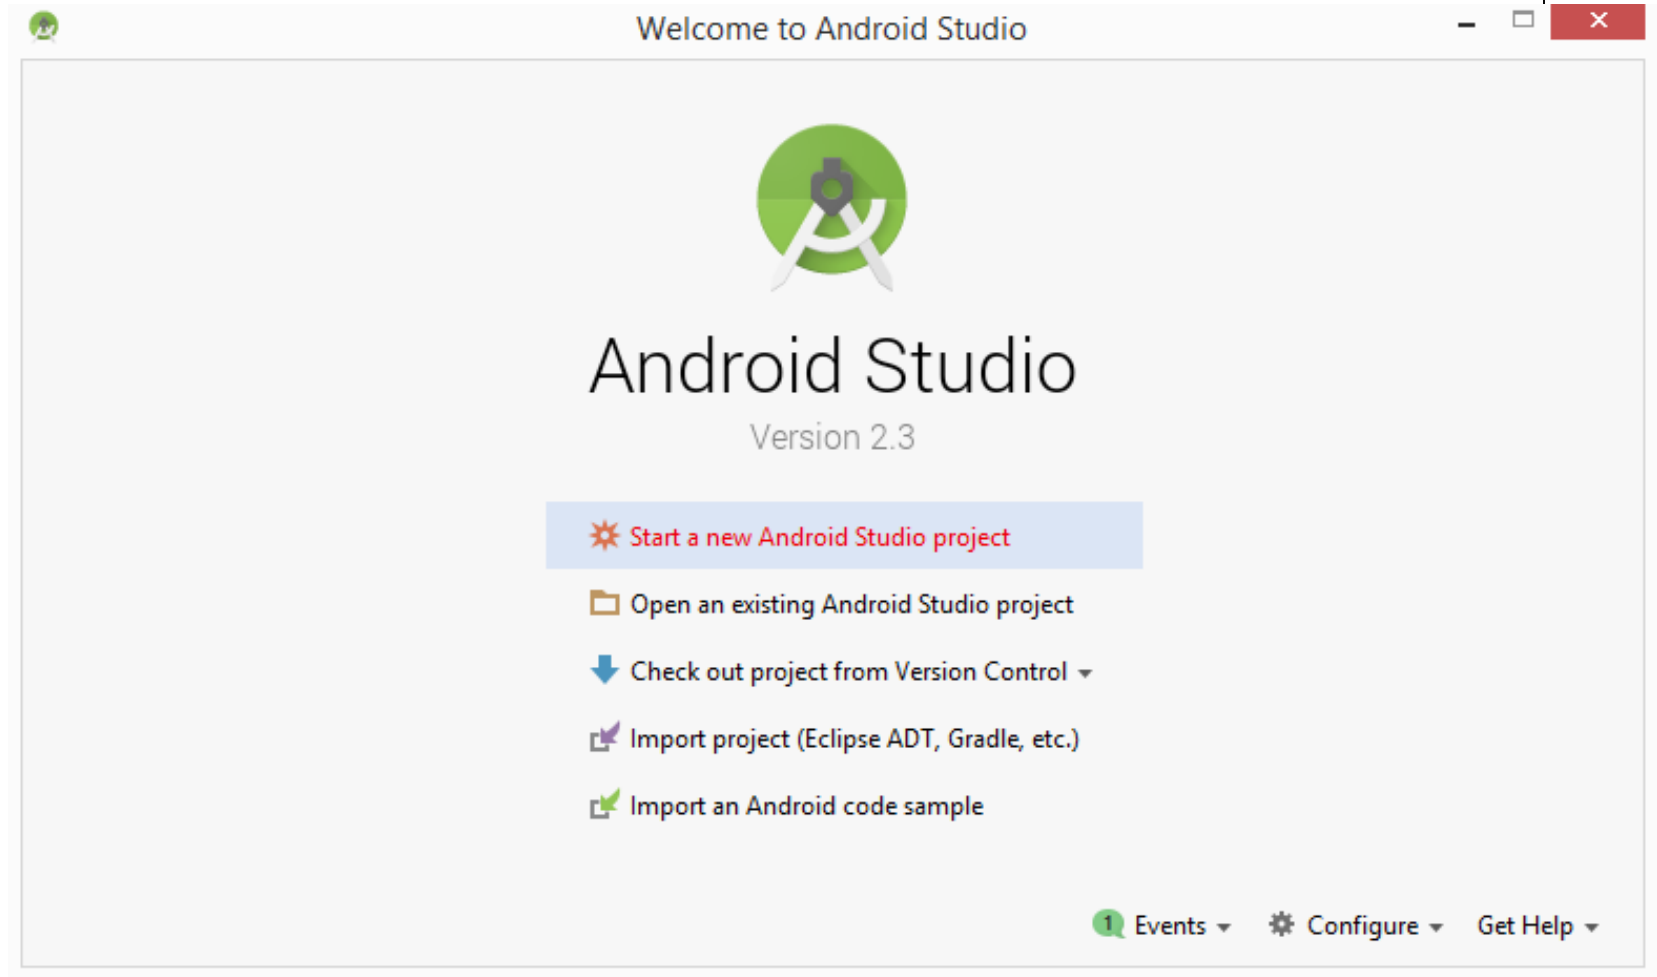 Welcome to Android Studio
Android Studio
Version 2.3
Start a new Android Studio project
Open an existing Android Studio project
Check out project from Version Control
Import project (Eclipse ADT, Gradle, etc.)
Import an Android code sample
1 Events Configure Get Help